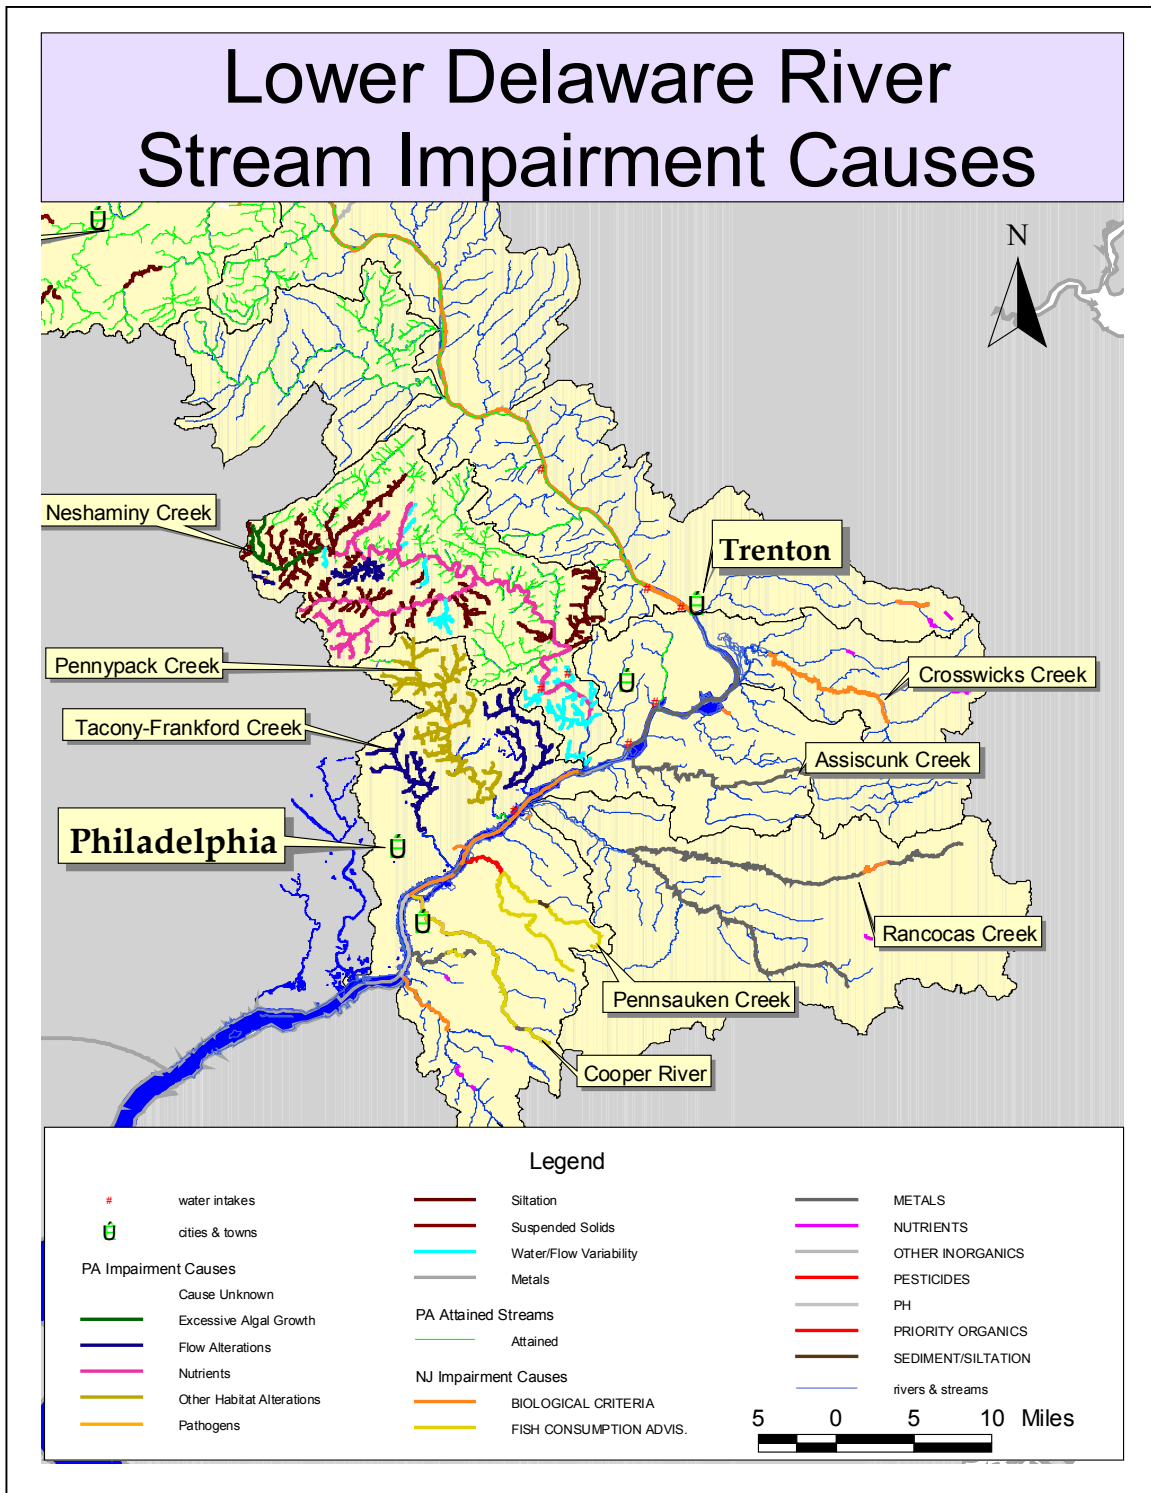 Lower Delaware River
Stream Impairment Causes
N
Neshaminy Creek
Trenton
Pennypack Creek
Crosswicks Creek
Tacony-Frankford Creek
Assiscunk Creek
Philadelphia
Rancocas Creek
Pennsauken Creek
Cooper River
Legend
# water intakes
Ú cities & towns
PA Impairment Causes
Cause Unknown
Excessive Algal Growth
Flow Alterations
Nutrients
Other Habitat Alterations
Pathogens
Siltation
Suspended Solids
Water/Flow Variability
Metals
PA Attained Streams
Attained
NJ Impairment Causes
BIOLOGICAL CRITERIA
FISH CONSUMPTION ADVIS.
METALS
NUTRIENTS
OTHER INORGANICS
PESTICIDES
PH
PRIORITY ORGANICS
SEDIMENT/SILTATION
rivers & streams
5 0 5 10 Miles